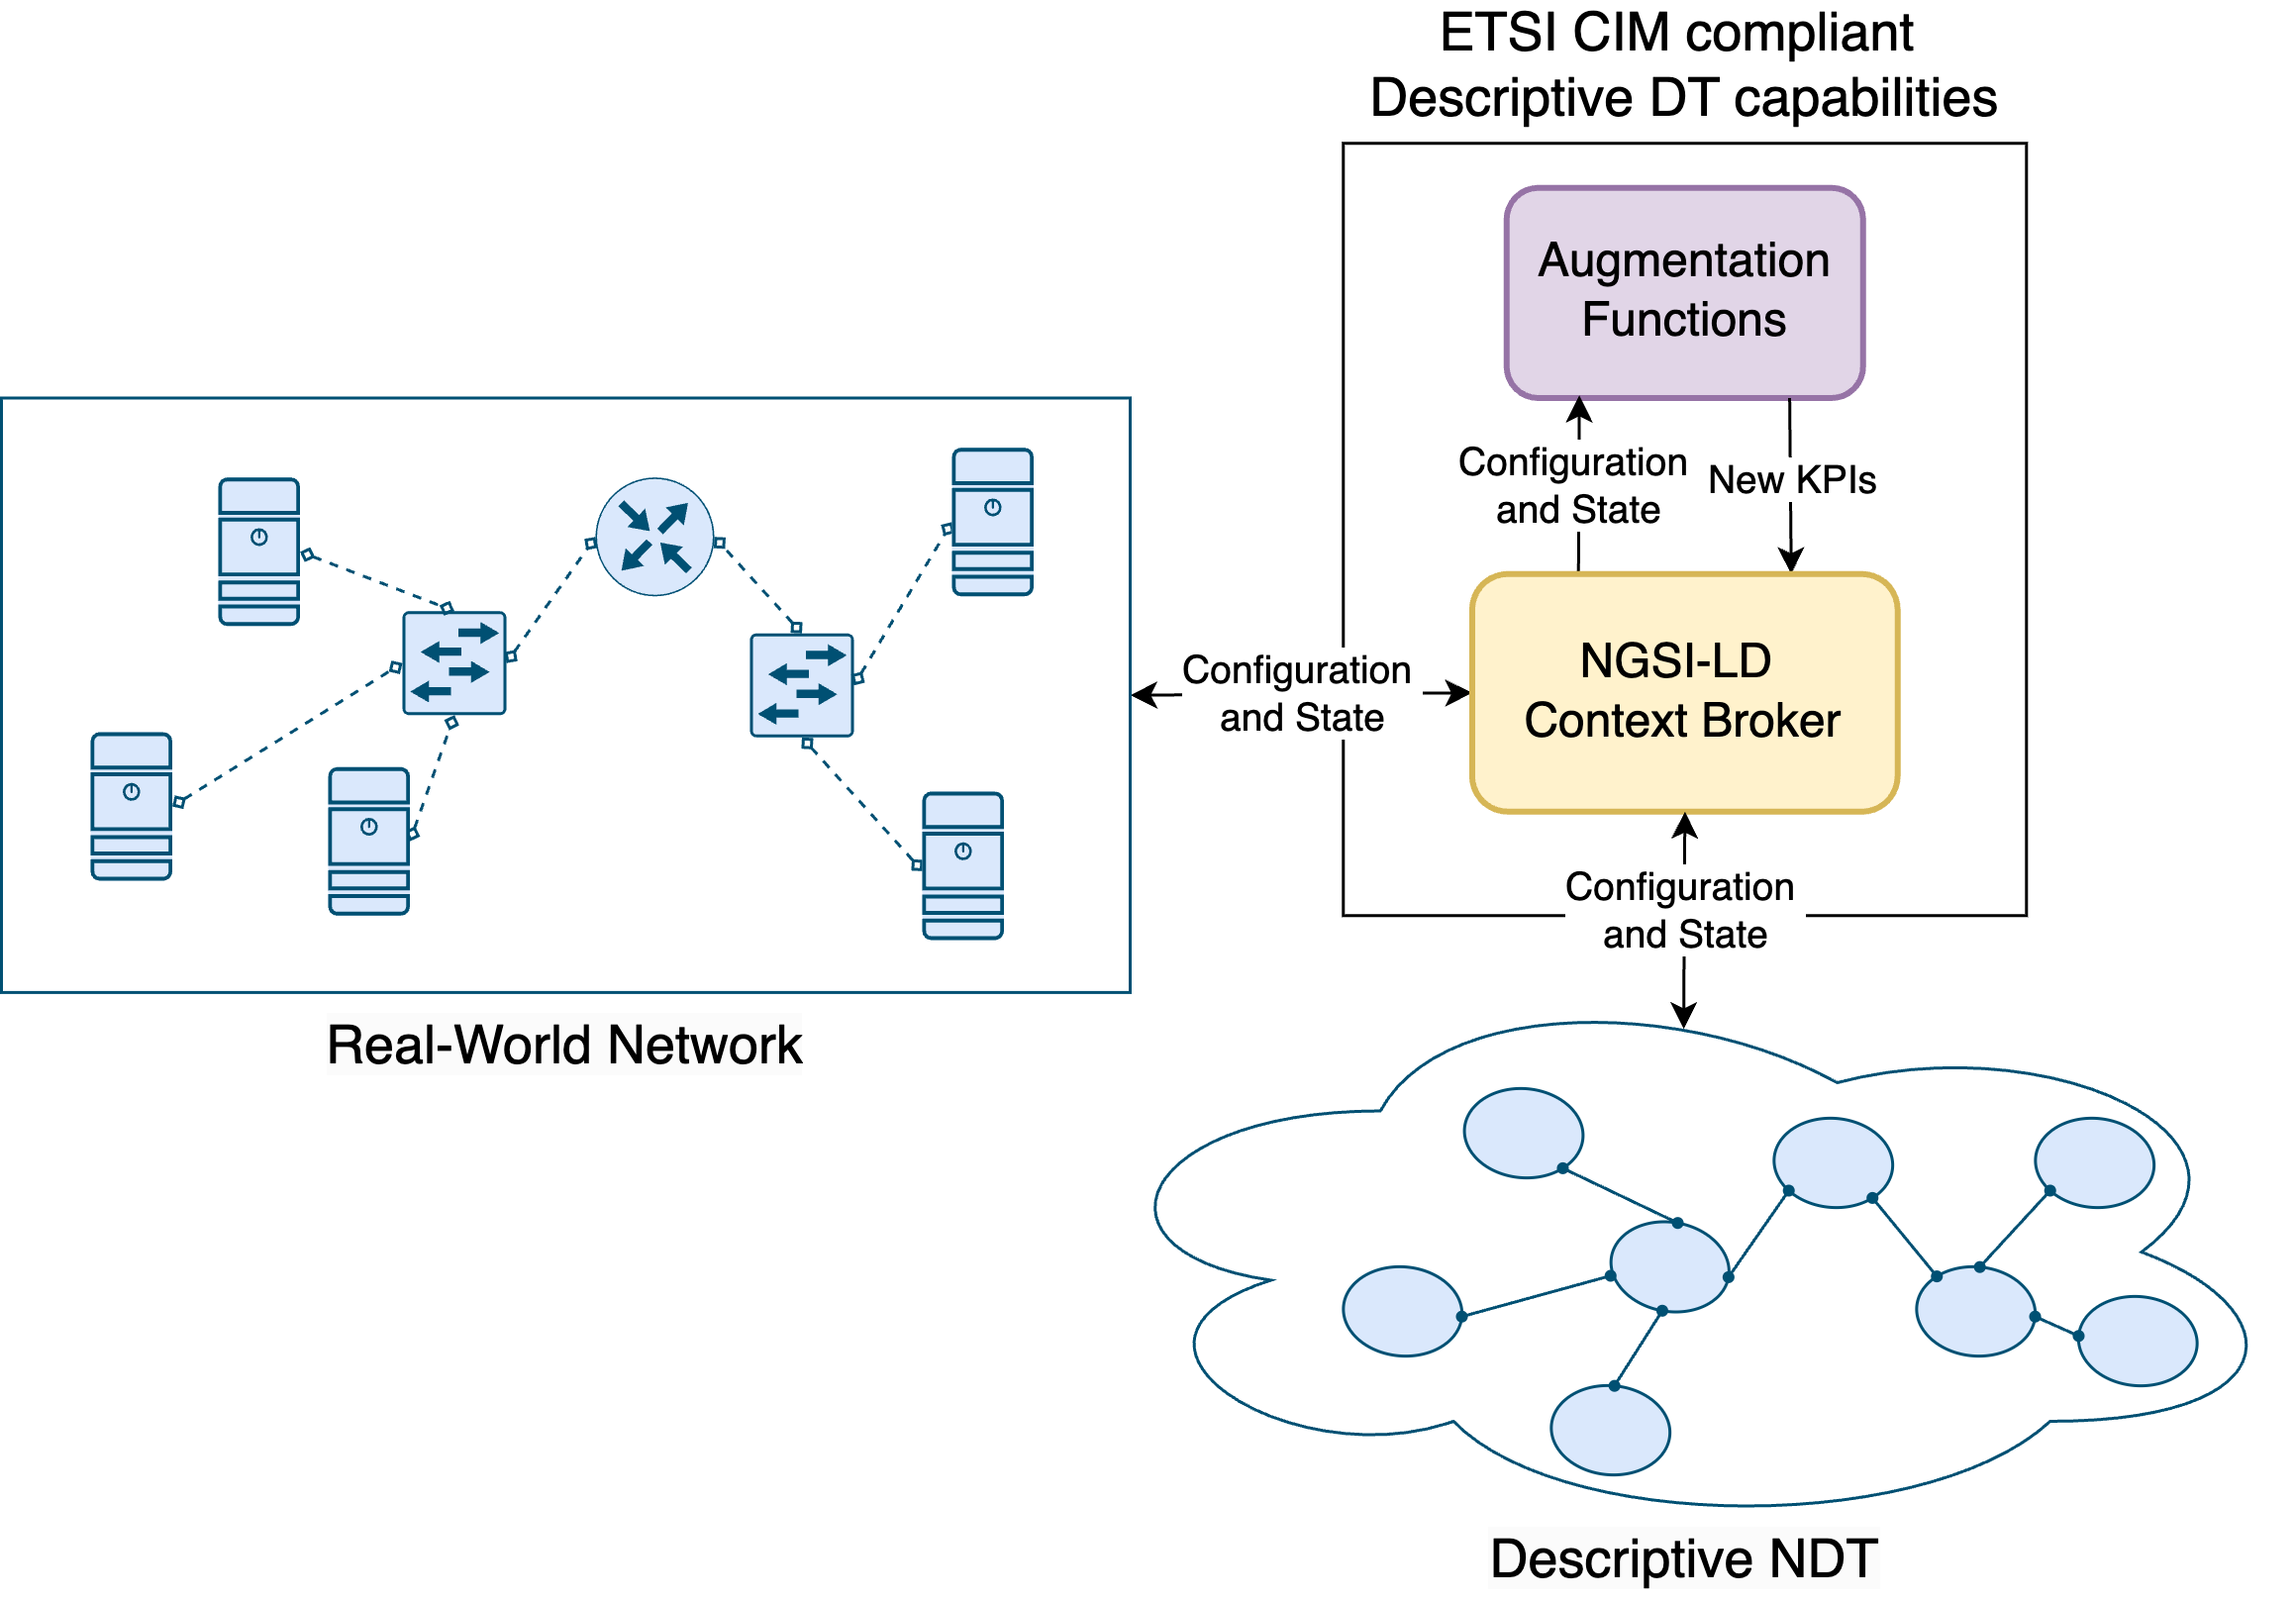 ETSI CIM compliant
Descriptive DT capabilities
Augmentation
Functions
Configuration
and State
New KPIs
NGSI-LD
Context Broker
Configuration
and State
Configuration
and State
Real-World Network
Descriptive NDT